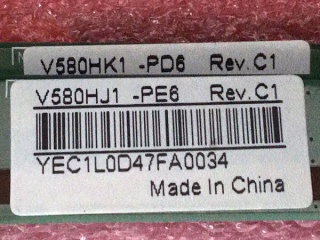 V580HK1 -PD6 Rev.C1
V580HJ1 -PE6 Rev.C1
YEC1L0D47FA0034
Made In China